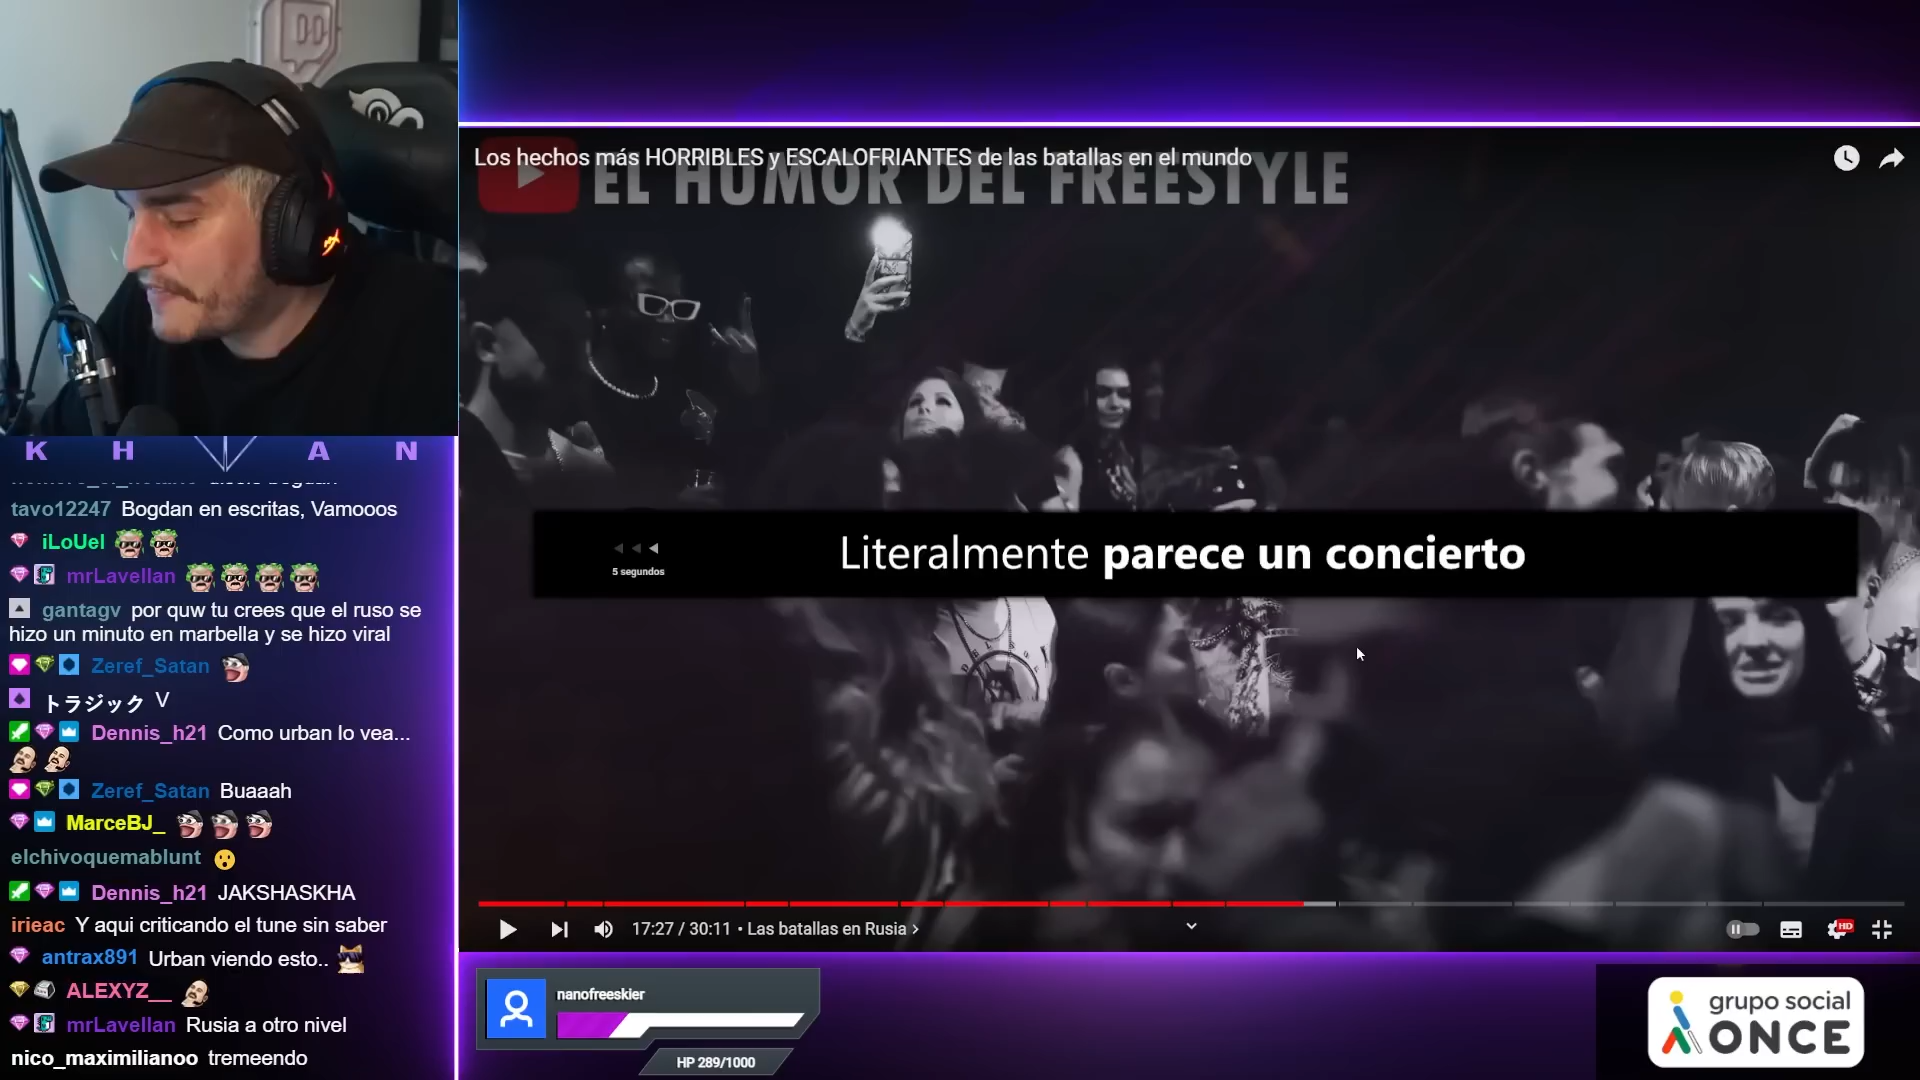 K H A N
tavo12247 Bogdan en escritas, Vamooos
iLoUel
mrLavellan
gantagv por quw tu crees que el ruso se
hizo un minuto en marbella y se hizo viral
Zeref_Satan
トラジック V
Dennis_h21 Como urban lo vea...
Zeref_Satan Buaaah
MarceBJ_
elchivoquemablunt
Dennis_h21 JAKSHASKHA
irieac Y aqui criticando el tune sin saber
antrax891 Urban viendo esto..
ALEXYZ__
mrLavellan Rusia a otro nivel
nico_maximilianoo tremeendo
Los hechos más HORRIBLES y ESCALOFRIANTES de las batallas en el mundo
EL HUMOR DEL FREESTYLE
5 segundos
Literalmente parece un concierto
17:27 / 30:11 • Las batallas en Rusia ›
HD
nanofreeskier
HP 289/1000
grupo social
ONCE